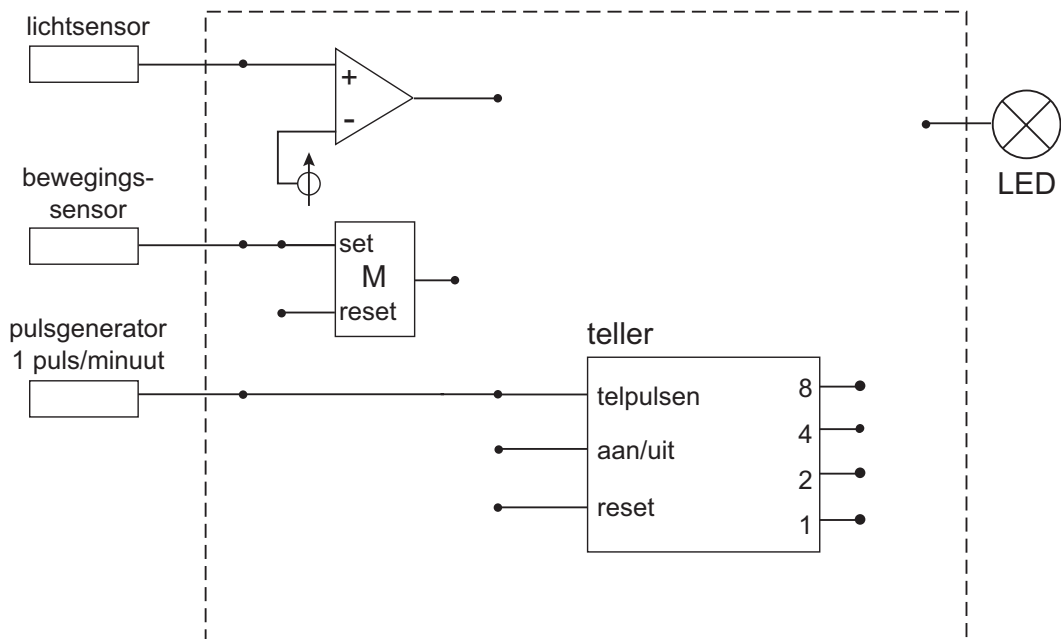 lichtsensor
+
-
bewegings-
sensor
LED
set
M
reset
pulsgenerator
1 puls/minuut
teller
telpulsen
8
aan/uit
4
2
reset
1